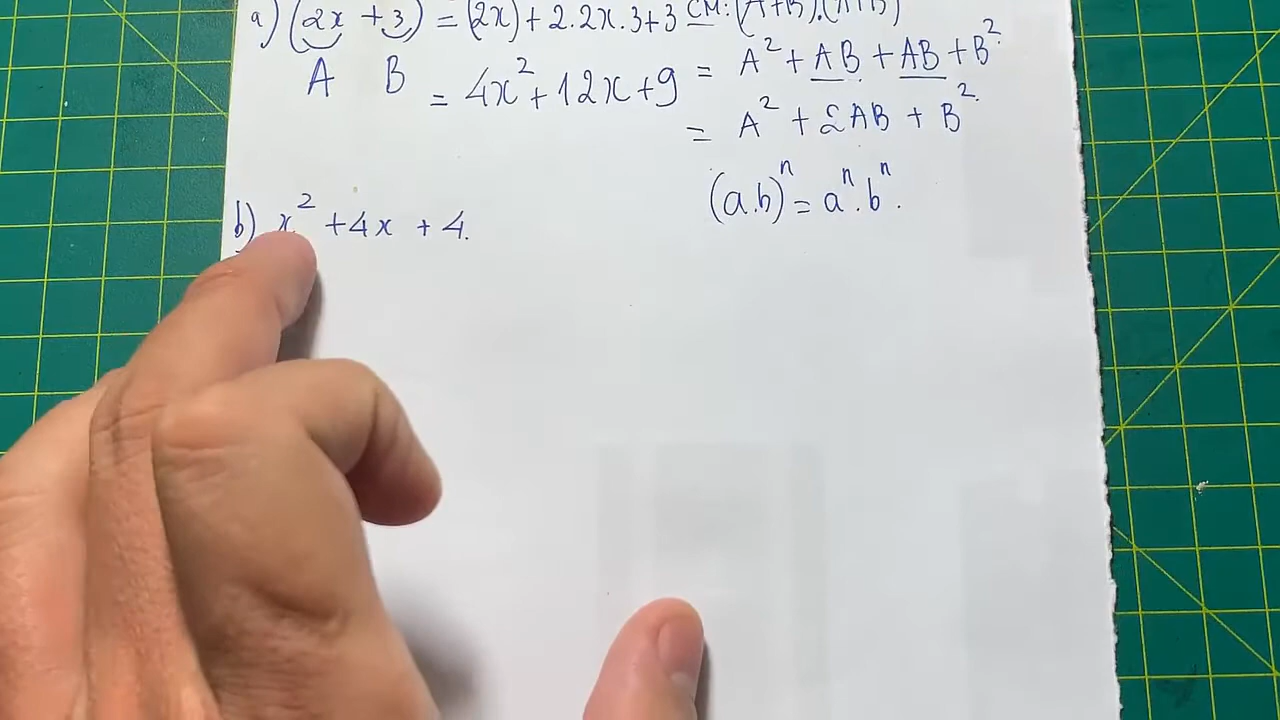 a) (2x + 3) = (2x) + 2.2x.3+3 CM: (A+B).(A+B)
A B = 4x² + 12x + 9 = A² + AB + AB + B²
= A² + 2AB + B².
(a.b)ⁿ = aⁿ.bⁿ.
b) x² + 4x + 4.